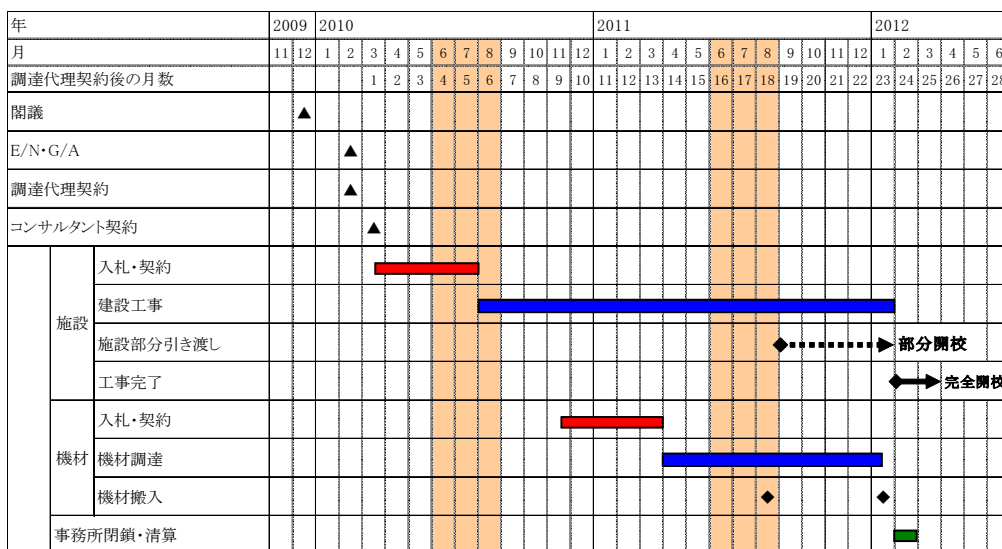 年 2009 2010 2011 2012
月 11 12 1 2 3 4 5 6 7 8 9 10 11 12 1 2 3 4 5 6 7 8 9 10 11 12 1 2 3 4 5 6
調達代理契約後の月数 1 2 3 4 5 6 7 8 9 10 11 12 13 14 15 16 17 18 19 20 21 22 23 24 25 26 27 28
閣議
E/N・G/A
調達代理契約
コンサルタント契約
施設
入札・契約
建設工事
施設部分引き渡し 部分開校
工事完了 完全開校
機材
入札・契約
機材調達
機材搬入
事務所閉鎖・清算